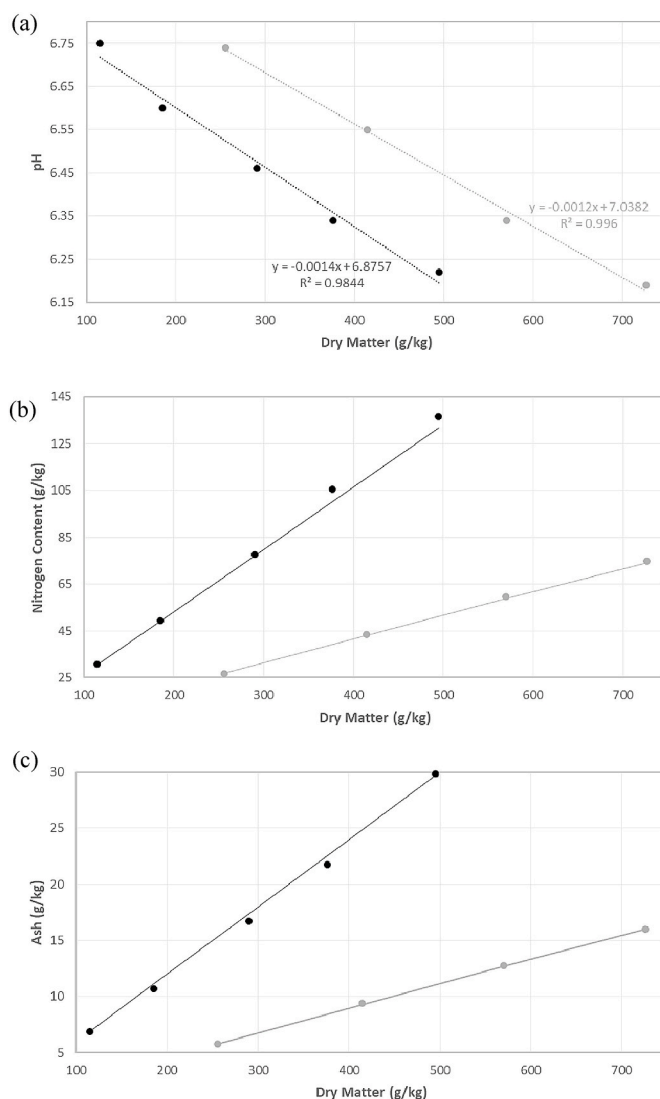 (a)
6.75
6.65
6.55
6.45
6.35
6.25
6.15
pH
y = -0.0012x+7.0382
R² = 0.996
y = -0.0014x+6.8757
R² = 0.9844
100 200 300 400 500 600 700
Dry Matter (g/kg)
(b)
145
125
105
85
65
45
25
Nitrogen Content (g/kg)
100 200 300 400 500 600 700
Dry Matter (g/kg)
(c)
30
25
20
15
10
5
Ash (g/kg)
100 200 300 400 500 600 700
Dry Matter (g/kg)